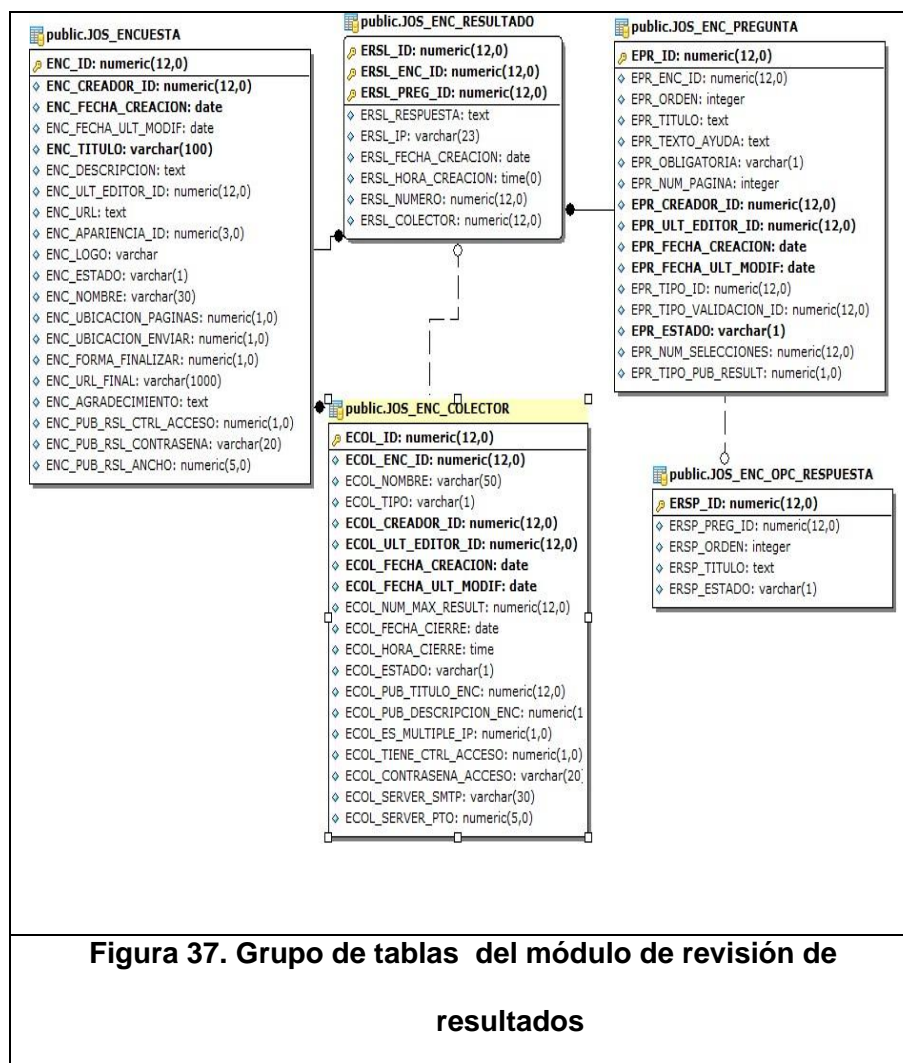 public.JOS_ENCUESTA
ENC_ID: numeric(12,0)
ENC_CREADOR_ID: numeric(12,0)
ENC_FECHA_CREACION: date
ENC_FECHA_ULT_MODIF: date
ENC_TITULO: varchar(100)
ENC_DESCRIPCION: text
ENC_ULT_EDITOR_ID: numeric(12,0)
ENC_URL: text
ENC_APARIENCIA_ID: numeric(3,0)
ENC_LOGO: varchar
ENC_ESTADO: varchar(1)
ENC_NOMBRE: varchar(30)
ENC_UBICACION_PAGINAS: numeric(1,0)
ENC_UBICACION_ENVIAR: numeric(1,0)
ENC_FORMA_FINALIZAR: numeric(1,0)
ENC_URL_FINAL: varchar(1000)
ENC_AGRADECIMIENTO: text
ENC_PUB_RSL_CTRL_ACCESO: numeric(1,0)
ENC_PUB_RSL_CONTRASENA: varchar(20)
ENC_PUB_RSL_ANCHO: numeric(5,0)
public.JOS_ENC_RESULTADO
ERSL_ID: numeric(12,0)
ERSL_ENC_ID: numeric(12,0)
ERSL_PREG_ID: numeric(12,0)
ERSL_RESPUESTA: text
ERSL_IP: varchar(23)
ERSL_FECHA_CREACION: date
ERSL_HORA_CREACION: time(0)
ERSL_NUMERO: numeric(12,0)
ERSL_COLECTOR: numeric(12,0)
public.JOS_ENC_PREGUNTA
EPR_ID: numeric(12,0)
EPR_ENC_ID: numeric(12,0)
EPR_ORDEN: integer
EPR_TITULO: text
EPR_TEXTO_AYUDA: text
EPR_OBLIGATORIA: varchar(1)
EPR_NUM_PAGINA: integer
EPR_CREADOR_ID: numeric(12,0)
EPR_ULT_EDITOR_ID: numeric(12,0)
EPR_FECHA_CREACION: date
EPR_FECHA_ULT_MODIF: date
EPR_TIPO_ID: numeric(12,0)
EPR_TIPO_VALIDACION_ID: numeric(12,0)
EPR_ESTADO: varchar(1)
EPR_NUM_SELECCIONES: numeric(12,0)
EPR_TIPO_PUB_RESULT: numeric(1,0)
public.JOS_ENC_COLECTOR
ECOL_ID: numeric(12,0)
ECOL_ENC_ID: numeric(12,0)
ECOL_NOMBRE: varchar(50)
ECOL_TIPO: varchar(1)
ECOL_CREADOR_ID: numeric(12,0)
ECOL_ULT_EDITOR_ID: numeric(12,0)
ECOL_FECHA_CREACION: date
ECOL_FECHA_ULT_MODIF: date
ECOL_NUM_MAX_RESULT: numeric(12,0)
ECOL_FECHA_CIERRE: date
ECOL_HORA_CIERRE: time
ECOL_ESTADO: varchar(1)
ECOL_PUB_TITULO_ENC: numeric(12,0)
ECOL_PUB_DESCRIPCION_ENC: numeric(1
ECOL_ES_MULTIPLE_IP: numeric(1,0)
ECOL_TIENE_CTRL_ACCESO: numeric(1,0)
ECOL_CONTRASENA_ACCESO: varchar(20)
ECOL_SERVER_SMTP: varchar(30)
ECOL_SERVER_PTO: numeric(5,0)
public.JOS_ENC_OPC_RESPUESTA
ERSP_ID: numeric(12,0)
ERSP_PREG_ID: numeric(12,0)
ERSP_ORDEN: integer
ERSP_TITULO: text
ERSP_ESTADO: varchar(1)
Figura 37. Grupo de tablas del módulo de revisión de
resultados